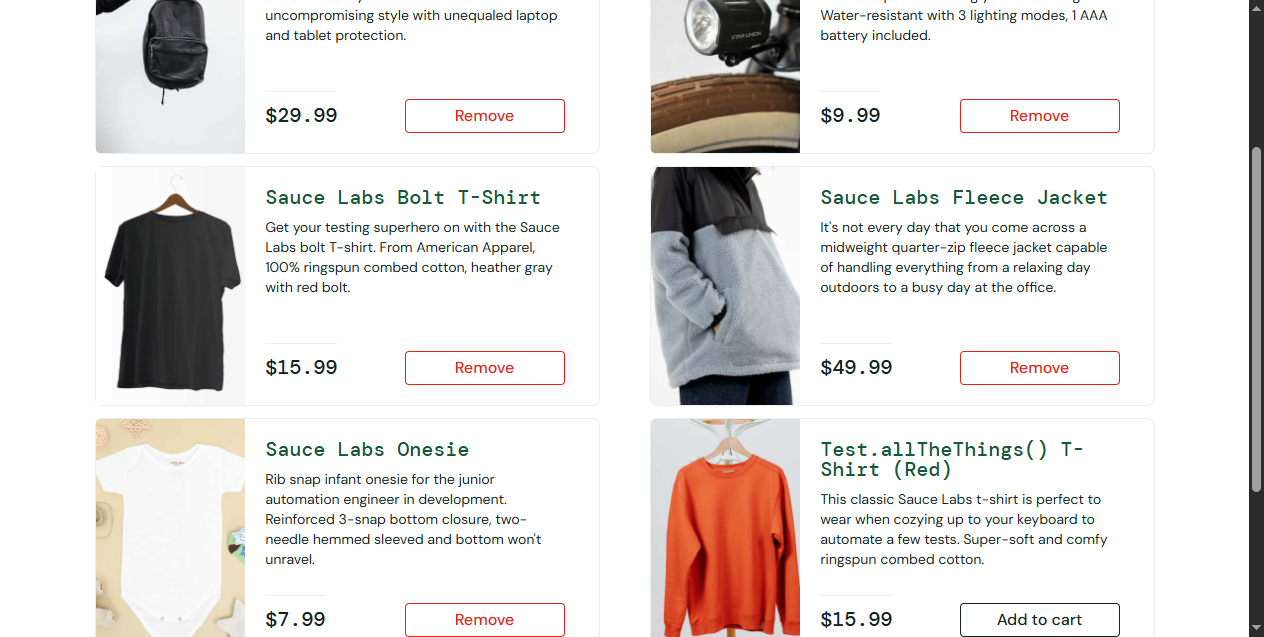 uncompromising style with unequaled laptop
and tablet protection.
$29.99
Remove
STAR UNION
Water-resistant with 3 lighting modes, 1 AAA
battery included.
$9.99
Remove
Sauce Labs Bolt T-Shirt
Get your testing superhero on with the Sauce
Labs bolt T-shirt. From American Apparel,
100% ringspun combed cotton, heather gray
with red bolt.
$15.99
Remove
Sauce Labs Fleece Jacket
It's not every day that you come across a
midweight quarter-zip fleece jacket capable
of handling everything from a relaxing day
outdoors to a busy day at the office.
$49.99
Remove
Sauce Labs Onesie
Rib snap infant onesie for the junior
automation engineer in development.
Reinforced 3-snap bottom closure, two-
needle hemmed sleeved and bottom won't
unravel.
$7.99
Remove
Test.allTheThings() T-
Shirt (Red)
This classic Sauce Labs t-shirt is perfect to
wear when cozying up to your keyboard to
automate a few tests. Super-soft and comfy
ringspun combed cotton.
$15.99
Add to cart